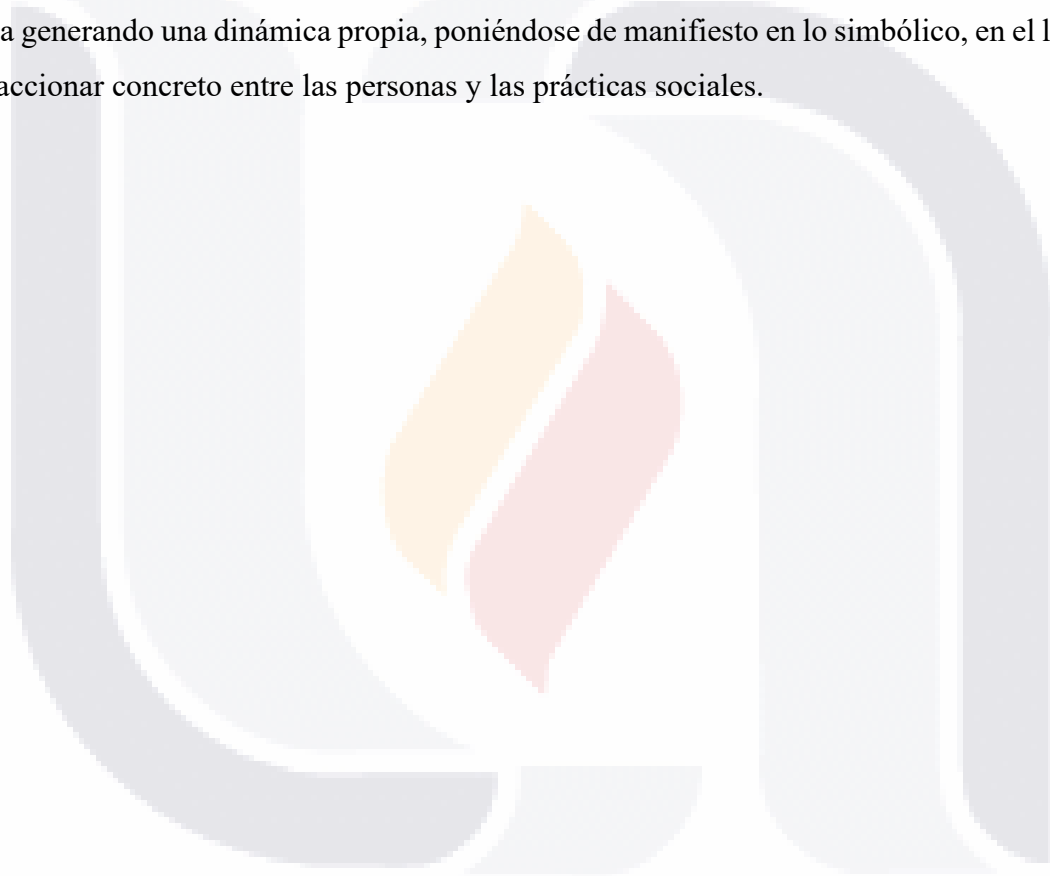 a generando una dinámica propia, poniéndose de manifiesto en lo simbólico, en el l
accionar concreto entre las personas y las prácticas sociales.